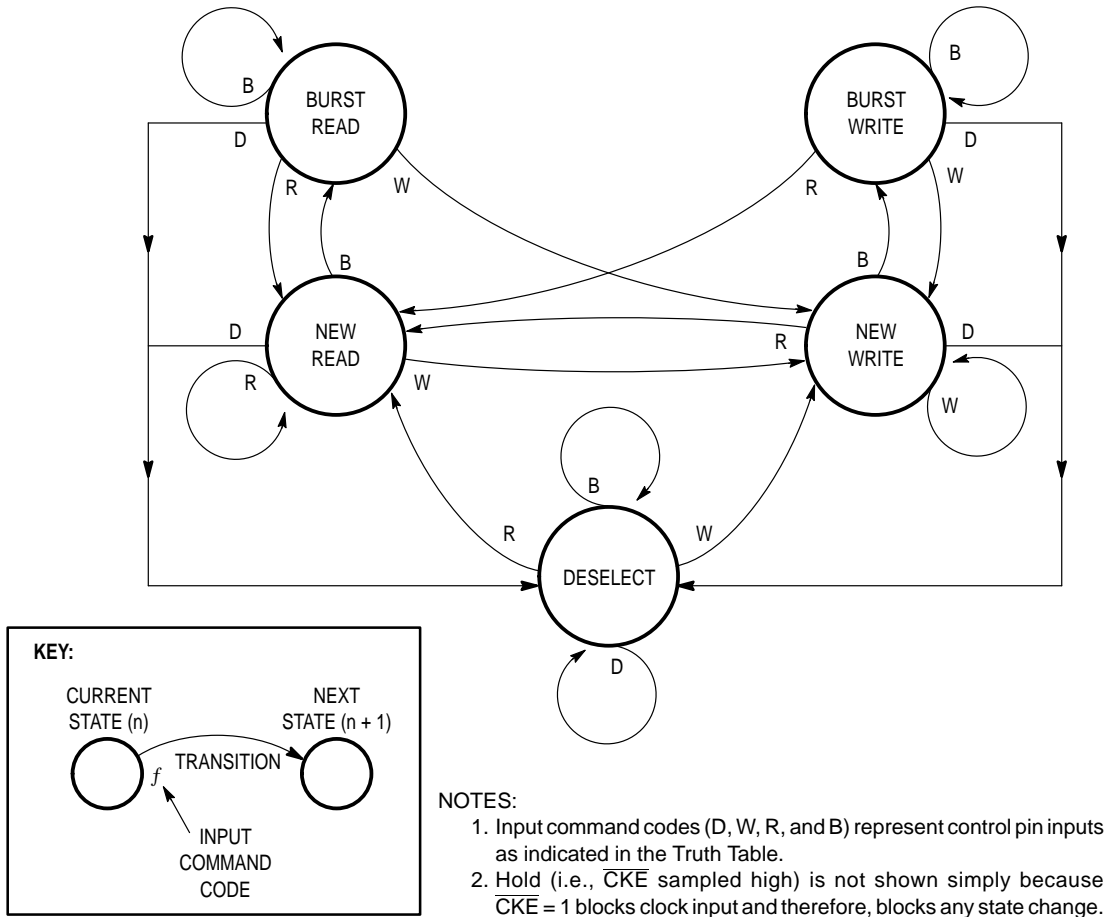 B
B
BURST
READ
BURST
WRITE
D
D
R
W
R
W
B
B
D
NEW
READ
R
NEW
WRITE
D
R
W
W
B
R
W
DESELECT
D
KEY:
CURRENT
STATE (n)
NEXT
STATE (n + 1)
TRANSITION
f
INPUT
COMMAND
CODE
NOTES:
1. Input command codes (D, W, R, and B) represent control pin inputs
as indicated in the Truth Table.
2. Hold (i.e., C̅K̅E̅ sampled high) is not shown simply because
C̅K̅E̅ = 1 blocks clock input and therefore, blocks any state change.